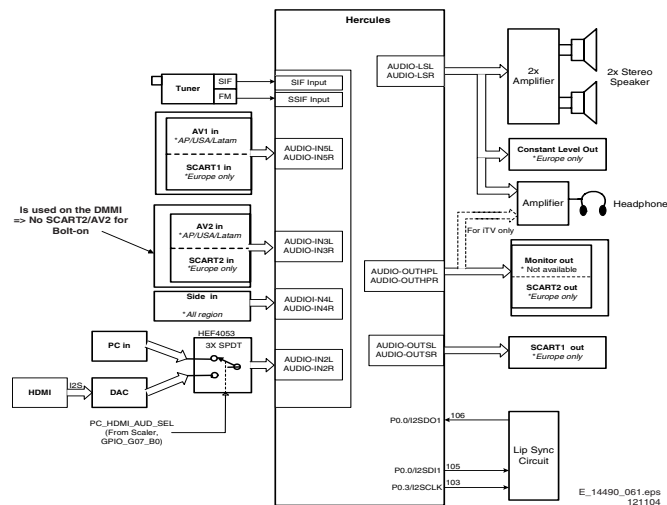 Hercules
Tuner
SIF
FM
SIF Input
SSIF Input
AV1 in
*AP/USA/Latam
SCART1 in
*Europe only
AUDIO-IN5L
AUDIO-IN5R
Is used on the DMMI
=> No SCART2/AV2 for
Bolt-on
AV2 in
*AP/USA/Latam
SCART2 in
*Europe only
AUDIO-IN3L
AUDIO-IN3R
Side in
*All region
AUDIO-IN4L
AUDIO-IN4R
HEF4053
PC in
3X SPDT
AUDIO-IN2L
AUDIO-IN2R
HDMI
I2S
DAC
PC_HDMI_AUD_SEL
(From Scaler,
GPIO_G07_B0)
AUDIO-LSL
AUDIO-LSR
2x
Amplifier
2x Stereo
Speaker
Constant Level Out
*Europe only
Amplifier
Headphone
For iTV only
Monitor out
* Not available
SCART2 out
*Europe only
AUDIO-OUTHPL
AUDIO-OUTHPR
AUDIO-OUTSL
AUDIO-OUTSR
SCART1 out
*Europe only
P0.0/I2SDO1
106
Lip Sync
Circuit
P0.0/I2SDI1
105
P0.3/I2SCLK
103
E_14490_061.eps
121104